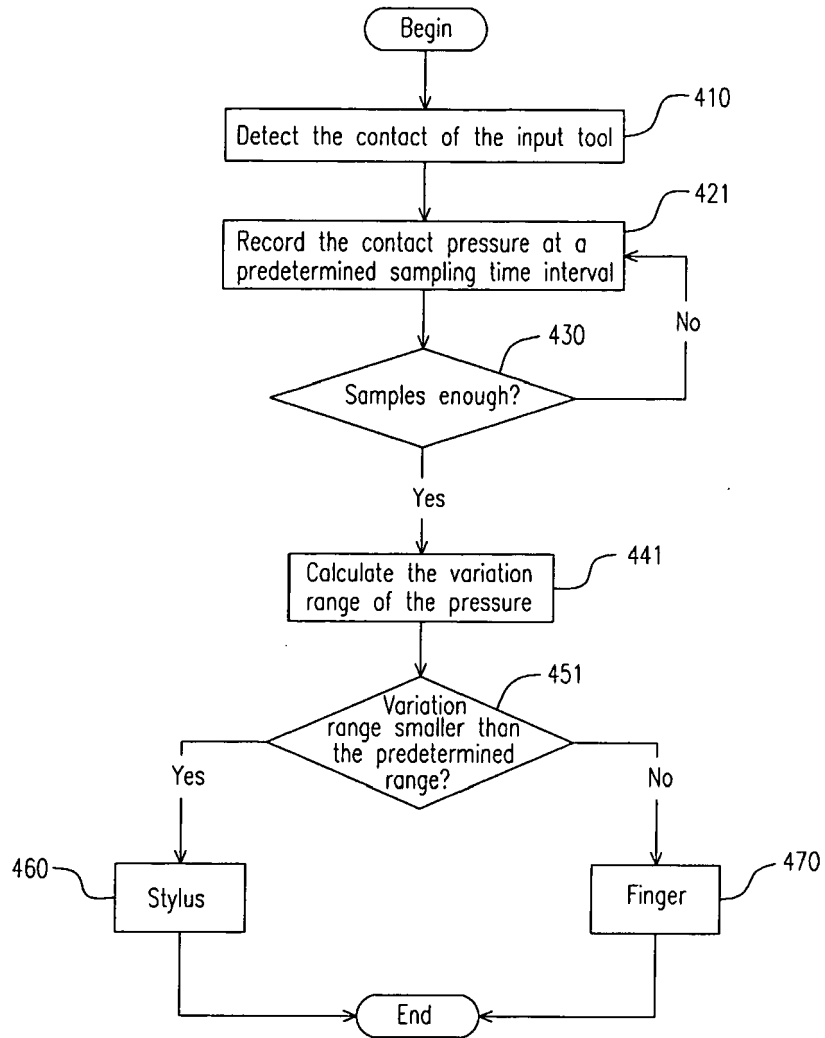 Begin
Detect the contact of the input tool
410
421
Record the contact pressure at a
predetermined sampling time interval
No
430
Samples enough?
Yes
Calculate the variation
range of the pressure
441
451
Variation
range smaller than
the predetermined
range?
Yes
No
460
Stylus
Finger
470
End